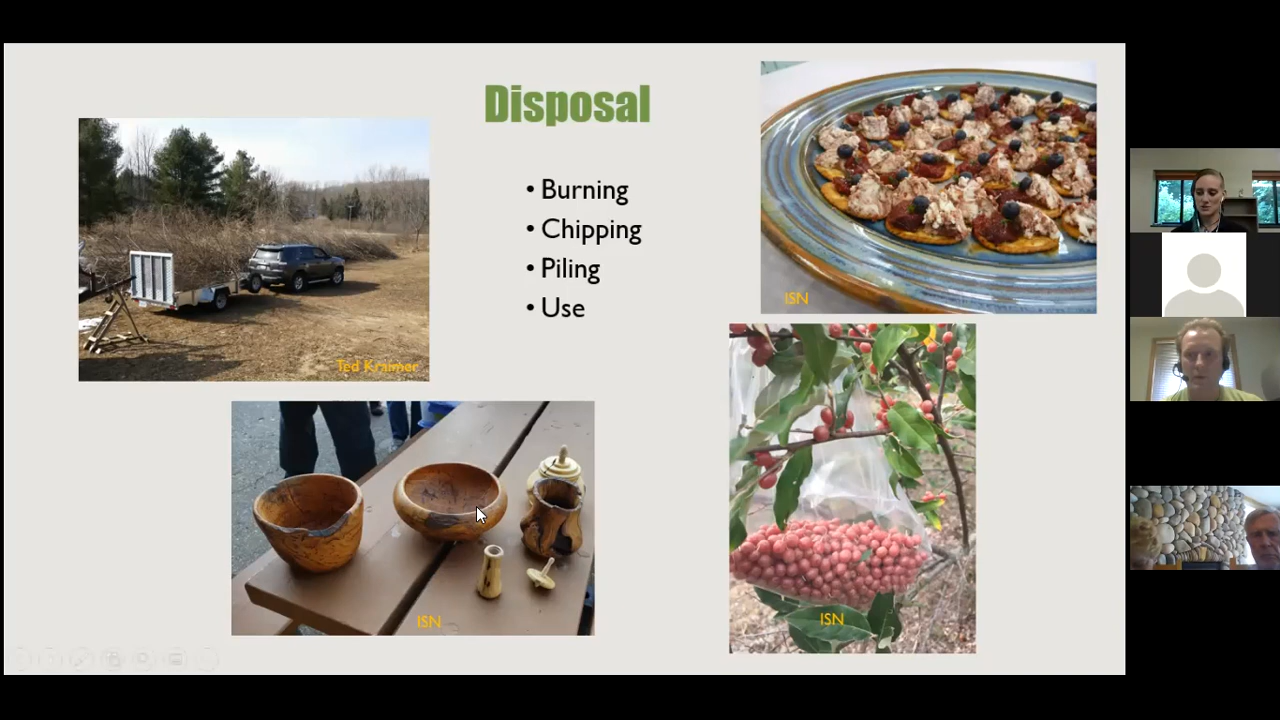 Disposal
• Burning
• Chipping
• Piling
• Use
Ted Kramer
ISN
ISN
ISN